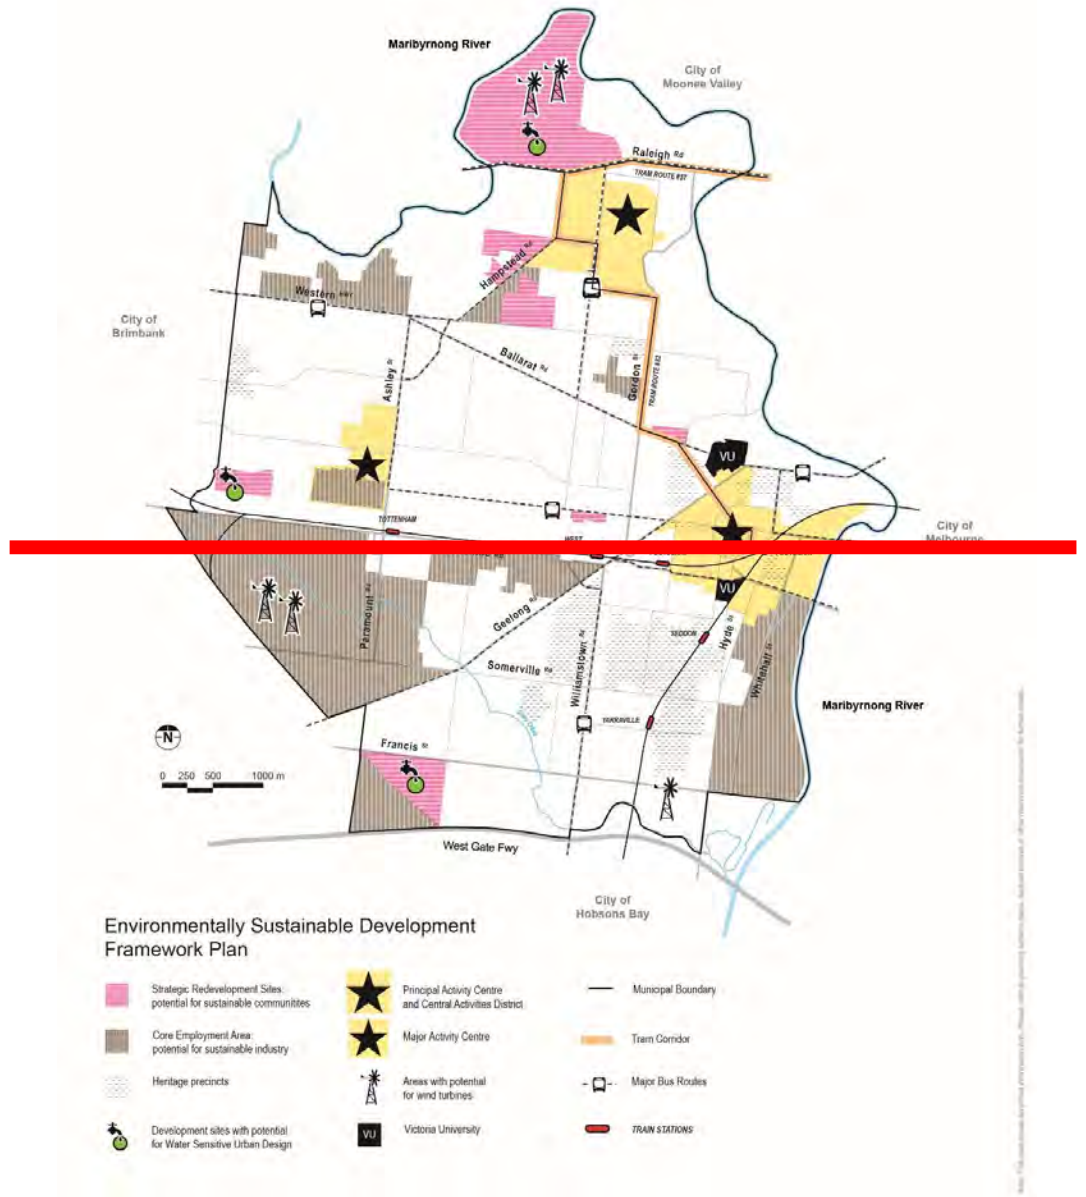 Maribyrnong River
City of
Moonee Valley
Raleigh Rd
TRAM ROUTE #57
Hampstead Rd
Western HWY
City of
Brimbank
Ballarat Rd
Ashley St
Gordon St
TRAM ROUTE #82
VU
TOTTENHAM
WEST
City of
Melbourne
VU
Paramount Rd
Geelong Rd
SEDDON
Hyde St
Williamstown Rd
Whitehall St
Somerville Rd
Maribyrnong River
YARRAVILLE
N
Francis St
0 250 500 1000 m
West Gate Fwy
City of
Hobsons Bay
Environmentally Sustainable Development
Framework Plan
Strategic Redevelopment Sites:
potential for sustainable communitites
Core Employment Area:
potential for sustainable industry
Heritage precincts
Development sites with potential
for Water Sensitive Urban Design
Principal Activity Centre
and Central Activities District
Major Activity Centre
Areas with potential
for wind turbines
VU
Victoria University
Municipal Boundary
Tram Corridor
Major Bus Routes
TRAIN STATIONS